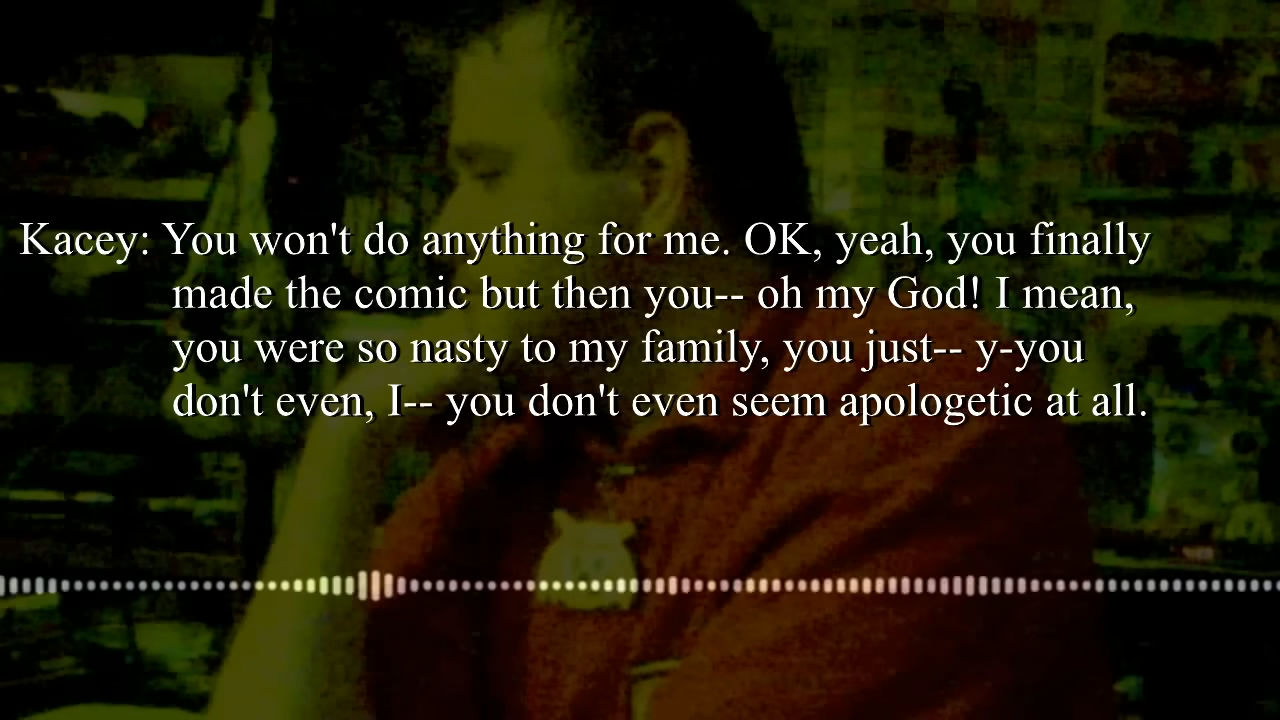 Kacey: You won't do anything for me. OK, yeah, you finally
made the comic but then you-- oh my God! I mean,
you were so nasty to my family, you just-- y-you
don't even, I-- you don't even seem apologetic at all.